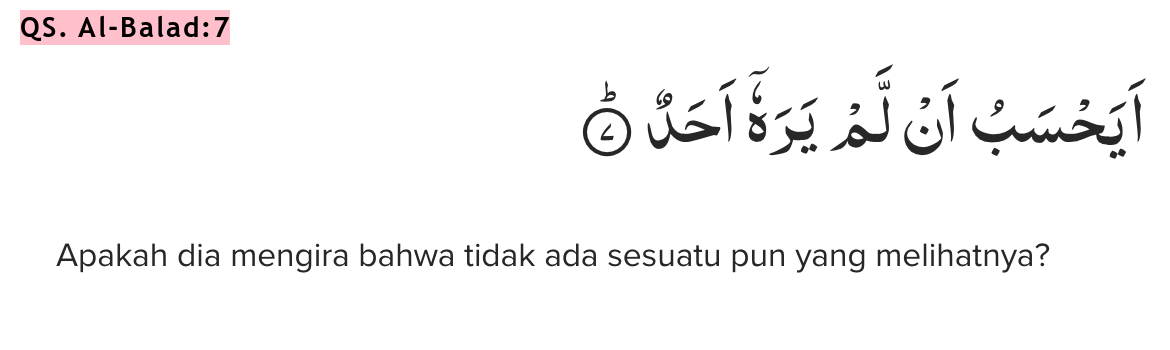 QS. Al-Balad:7
اَيَحْسَبُ اَنْ لَّمْ يَرَهٗٓ اَحَدٌ ۗ ٧
Apakah dia mengira bahwa tidak ada sesuatu pun yang melihatnya?